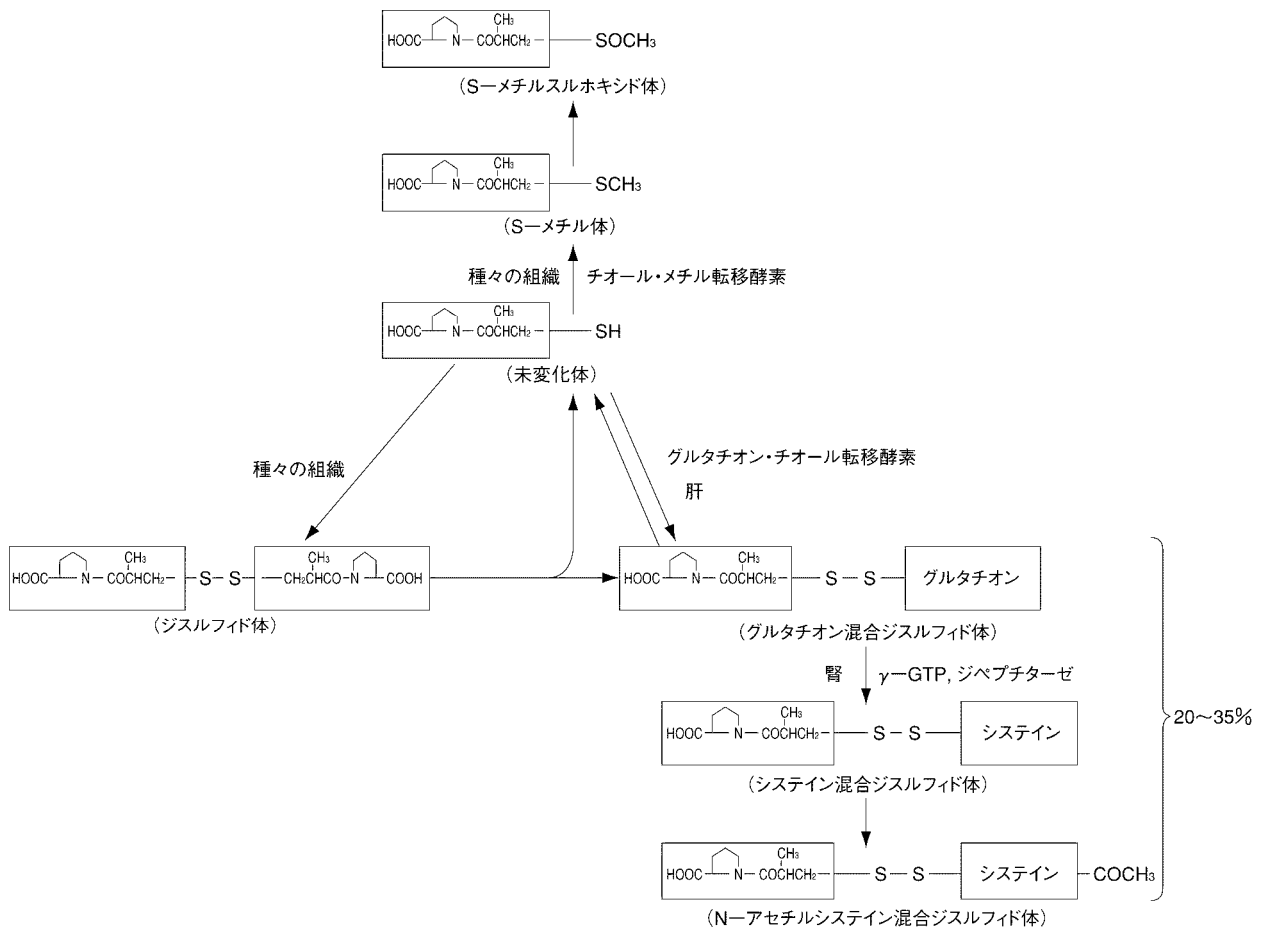 CH₃
HOOC N－COCHCH₂－ SOCH₃
（S－メチルスルホキシド体）
CH₃
HOOC N－COCHCH₂－ SCH₃
（S－メチル体）
種々の組織 チオール・メチル転移酵素
CH₃
HOOC N－COCHCH₂－ SH
（未変化体）
グルタチオン・チオール転移酵素
種々の組織
肝
CH₃ CH₃ CH₃
HOOC N－COCHCH₂－S－S－CH₂CHCO－N COOH HOOC N－COCHCH₂－S－S－グルタチオン
（ジスルフィド体） （グルタチオン混合ジスルフィド体）
腎 γ－GTP, ジペプチターゼ
CH₃
HOOC N－COCHCH₂－S－S－システイン
20～35%
（システイン混合ジスルフィド体）
CH₃
HOOC N－COCHCH₂－S－S－システイン－COCH₃
（N－アセチルシステイン混合ジスルフィド体）